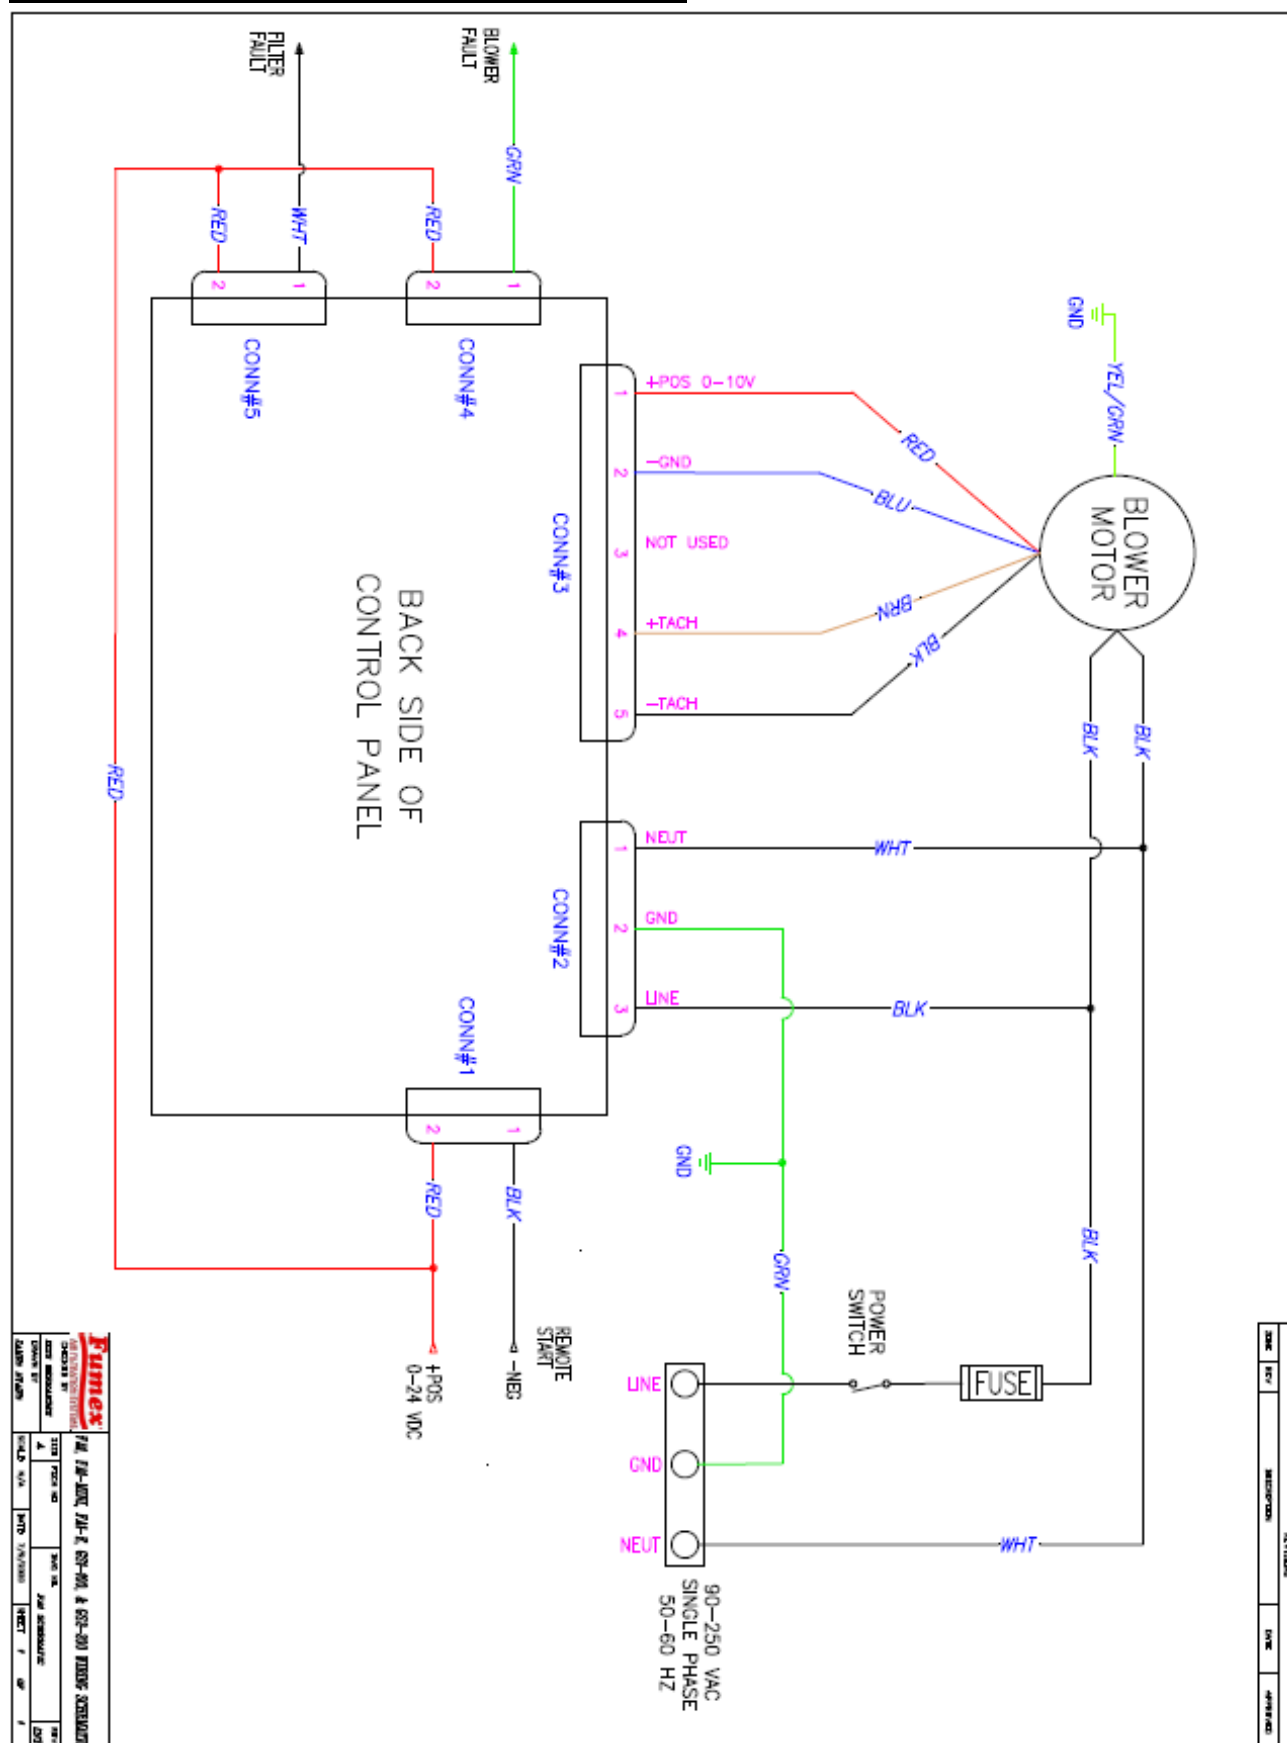 FILTER
FAULT
BLOWER
FAULT
GRN
RED
WHT
RED
2
1
2
1
CONN#5
CONN#4
GND
YEL/GRN
BLOWER
MOTOR
1
+POS 0-10V
RED
2
-GND
BLU
3
NOT USED
4
+TACH
BRN
5
-TACH
BLK
CONN#3
BACK SIDE OF
CONTROL PANEL
RED
BLK
BLK
1
NEUT
WHT
2
GND
3
LINE
BLK
CONN#2
CONN#1
2
1
RED
BLK
GND
GRN
BLK
REMOTE
START
-NEG
+POS
0-24 VDC
POWER
SWITCH
FUSE
LINE
GND
NEUT
WHT
90-250 VAC
SINGLE PHASE
50-60 HZ
Fumex